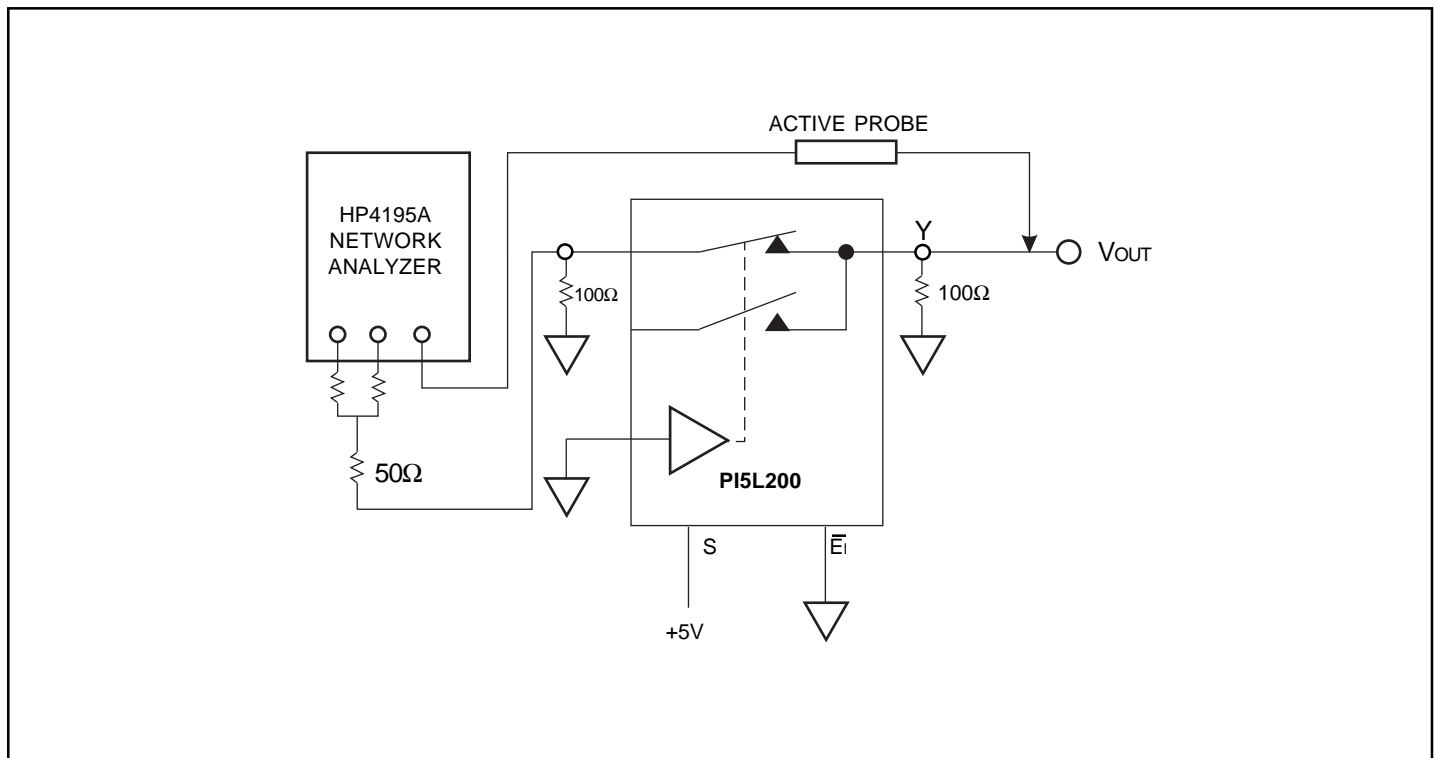 ACTIVE PROBE
HP4195A
NETWORK
ANALYZER
Y
VOUT
100Ω
100Ω
50Ω
PI5L200
S
E̅I
+5V